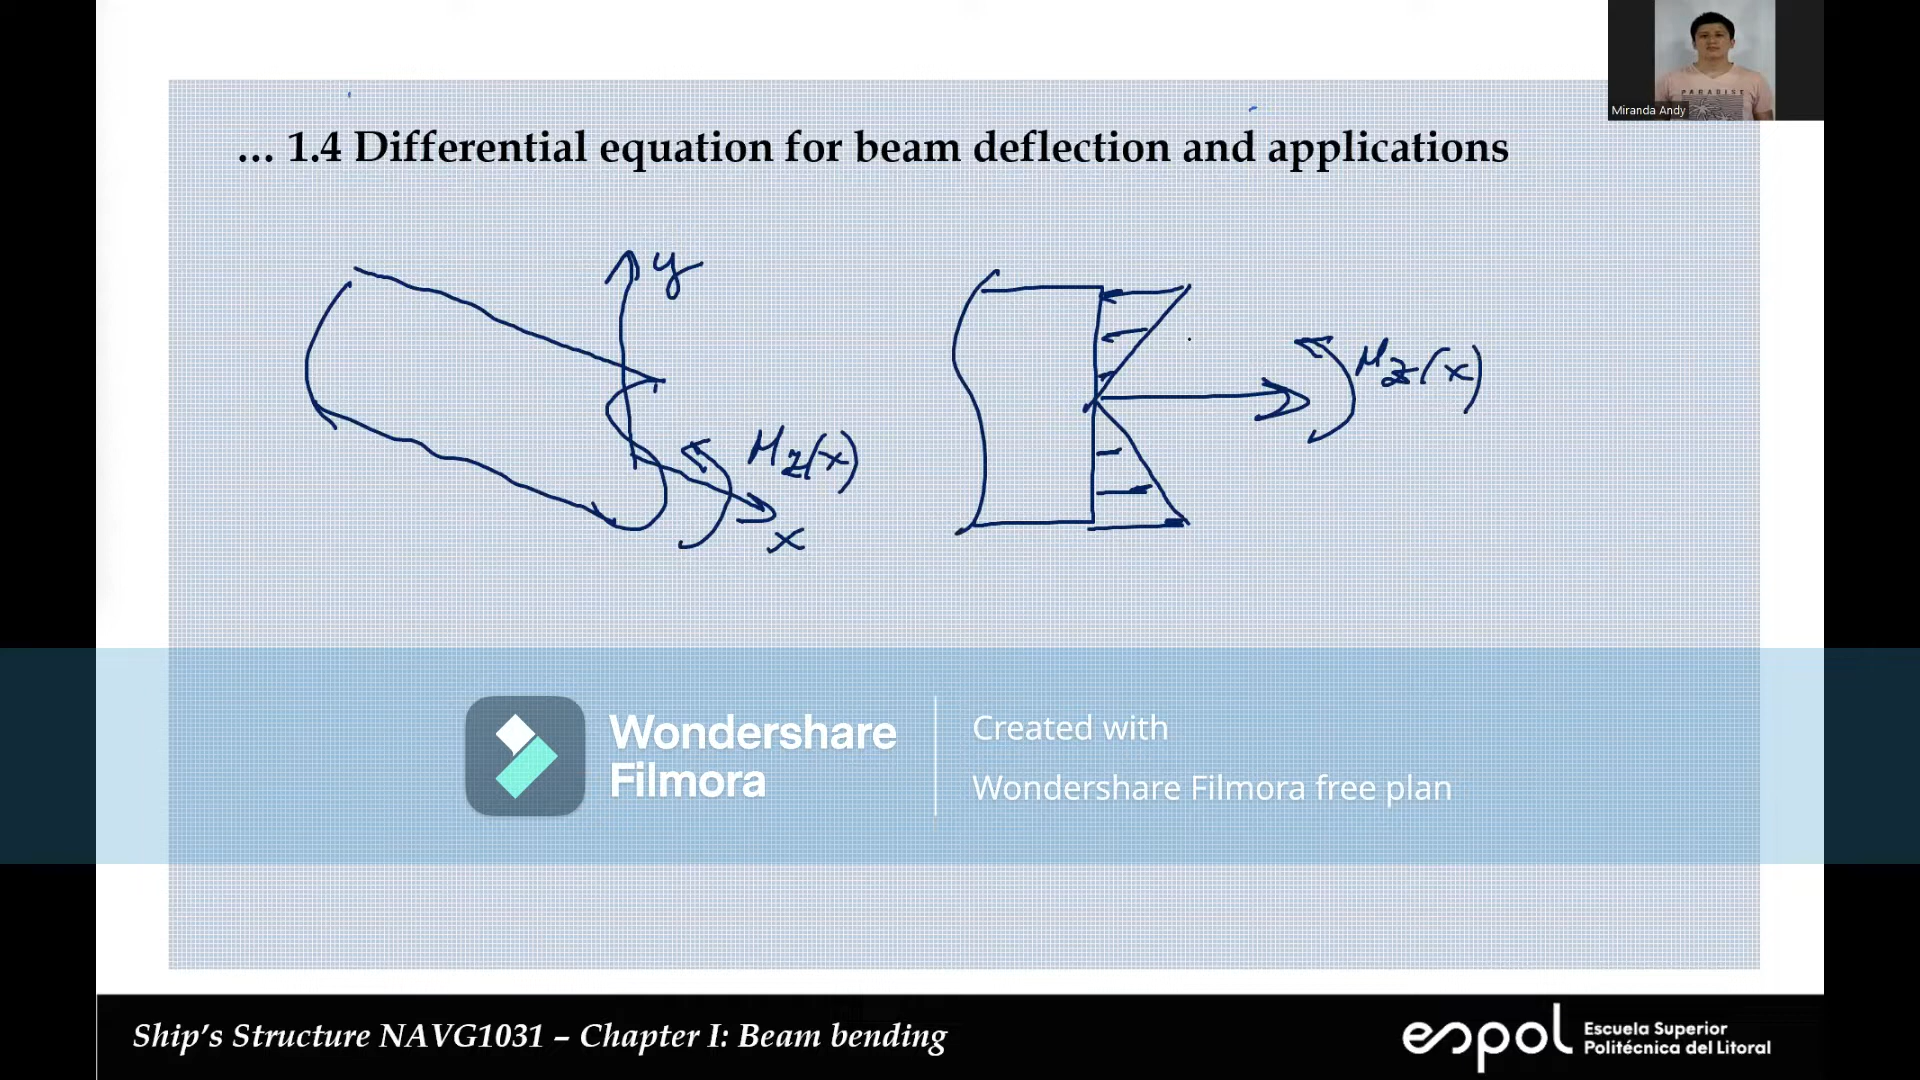 Miranda Andy
... 1.4 Differential equation for beam deflection and applications
y
Mz(x)
x
Mz(x)
Wondershare
Filmora
Created with
Wondershare Filmora free plan
Ship's Structure NAVG1031 – Chapter I: Beam bending
espol
Escuela Superior
Politécnica del Litoral